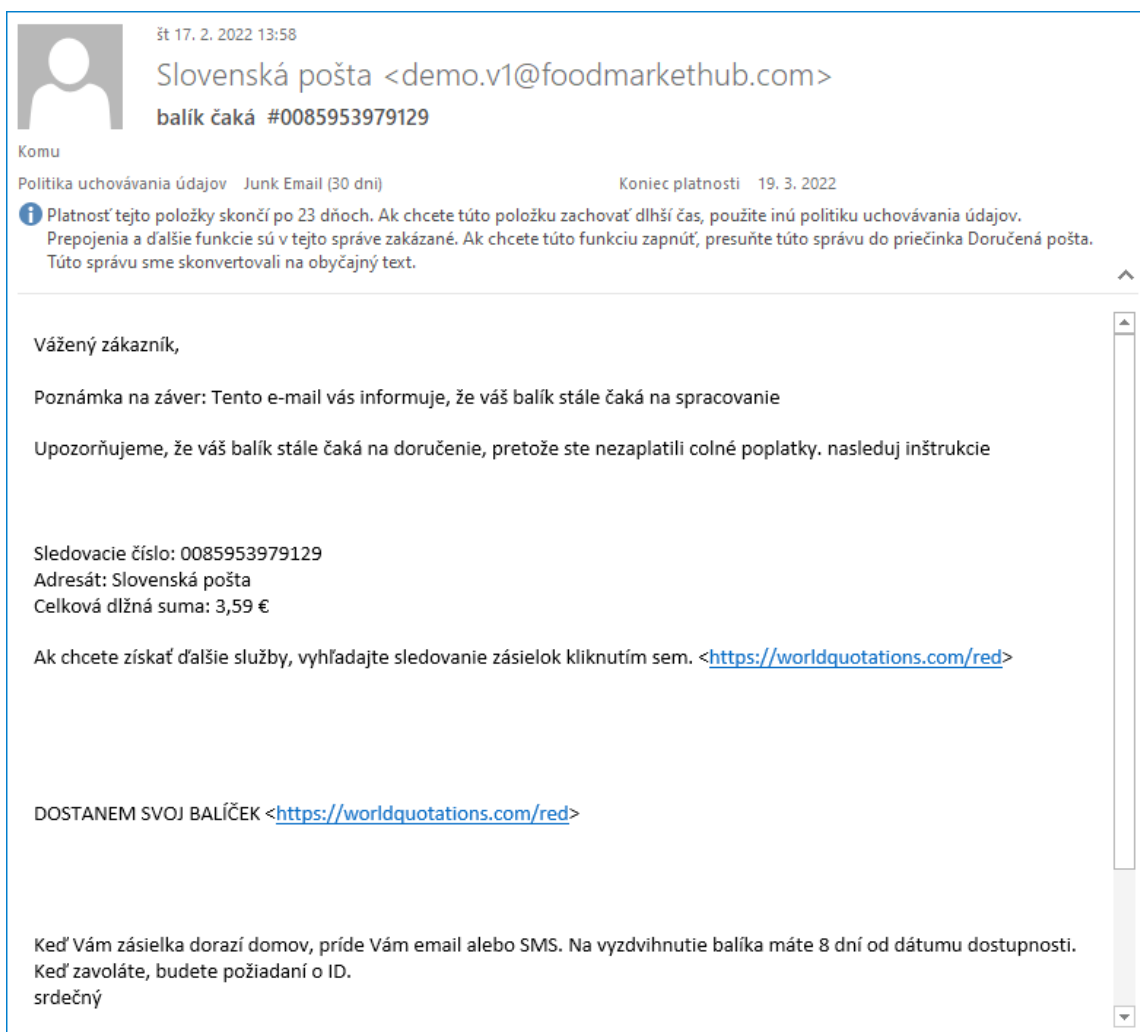 št 17. 2. 2022 13:58
Slovenská pošta <demo.v1@foodmarkethub.com>
balík čaká #0085953979129
Komu
Politika uchovávania údajov Junk Email (30 dni) Koniec platnosti 19. 3. 2022
Platnosť tejto položky skončí po 23 dňoch. Ak chcete túto položku zachovať dlhší čas, použite inú politiku uchovávania údajov.
Prepojenia a ďalšie funkcie sú v tejto správe zakázané. Ak chcete túto funkciu zapnúť, presuňte túto správu do priečinka Doručená pošta.
Túto správu sme skonvertovali na obyčajný text.
Vážený zákazník,
Poznámka na záver: Tento e-mail vás informuje, že váš balík stále čaká na spracovanie
Upozorňujeme, že váš balík stále čaká na doručenie, pretože ste nezaplatili colné poplatky. nasleduj inštrukcie
Sledovacie číslo: 0085953979129
Adresát: Slovenská pošta
Celková dlžná suma: 3,59 €
Ak chcete získať ďalšie služby, vyhľadajte sledovanie zásielok kliknutím sem. <https://worldquotations.com/red>
DOSTANEM SVOJ BALÍČEK <https://worldquotations.com/red>
Keď Vám zásielka dorazí domov, príde Vám email alebo SMS. Na vyzdvihnutie balíka máte 8 dní od dátumu dostupnosti.
Keď zavoláte, budete požiadaní o ID.
srdečný